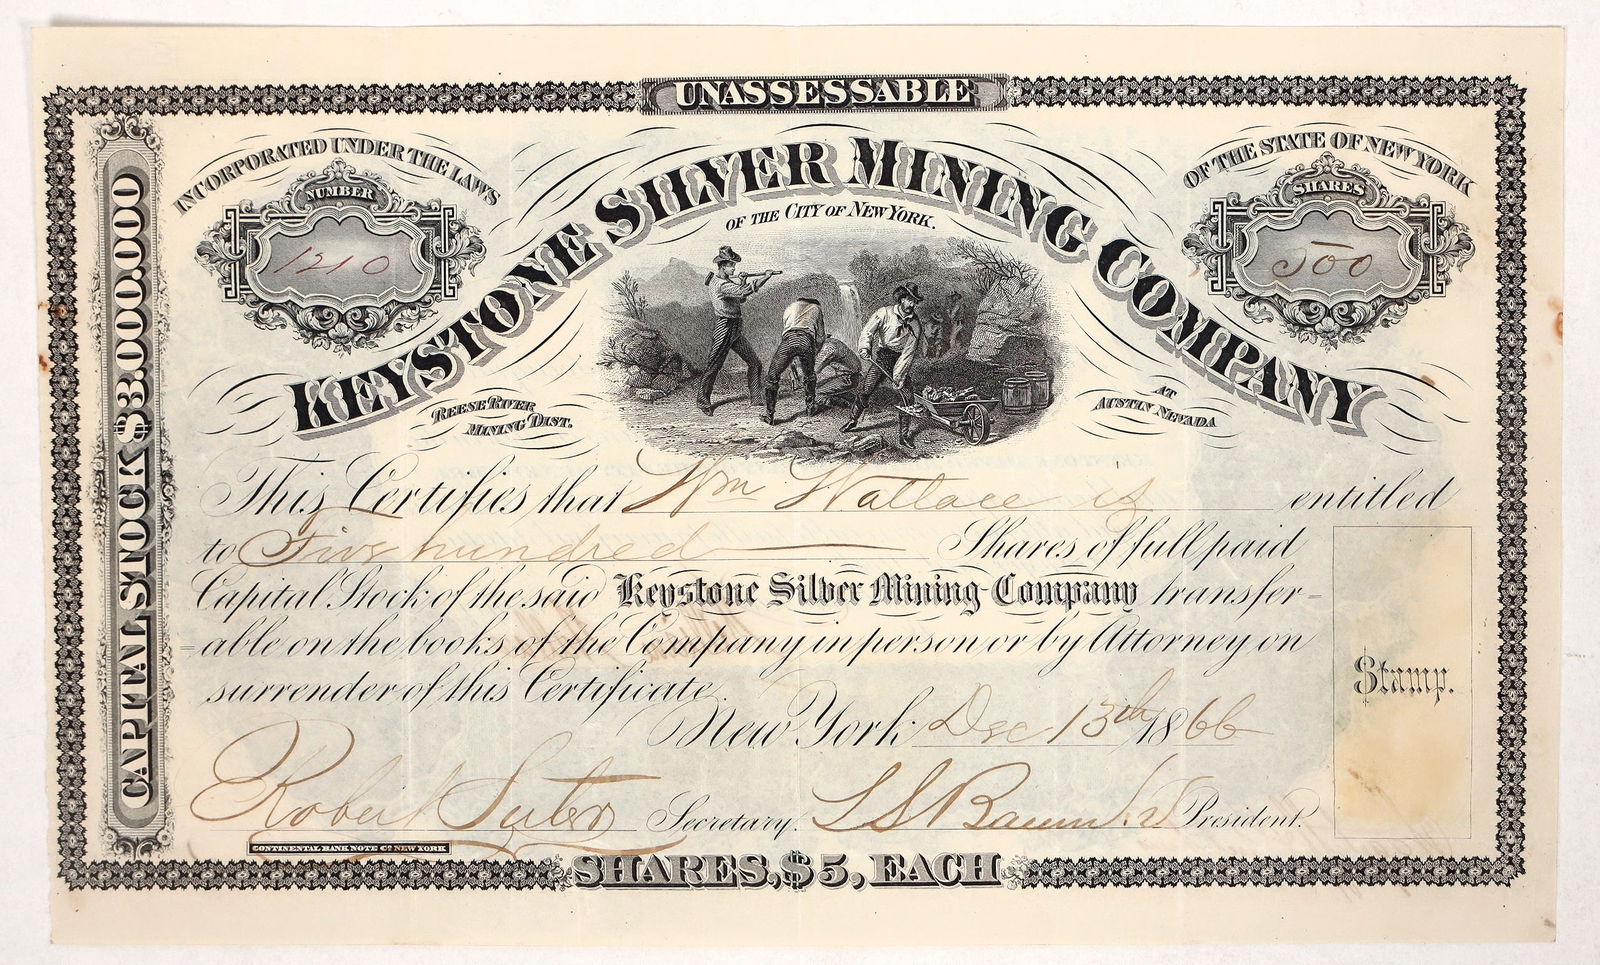 UNASSESSABLE
INCORPORATED UNDER THE LAWS
OF THE STATE OF NEW YORK
NUMBER
1210
SHARES
500
KEYSTONE SILVER MINING COMPANY
OF THE CITY OF NEW YORK.
REESE RIVER
MINING DIST.
AT
AUSTIN NEVADA
CAPITAL STOCK $3.000.000
This Certifies that Wm Wallace is entitled
to Five hundred Shares of full paid
Capital Stock of the said Keystone Silver Mining Company transfer=
=able on the books of the Company in person or by Attorney on
surrender of this Certificate.
New York Dec 13th 1866
Stamp.
Robert Suter Secretary. L S Baum President.
CONTINENTAL BANK NOTE CO NEW YORK
SHARES, $5, EACH